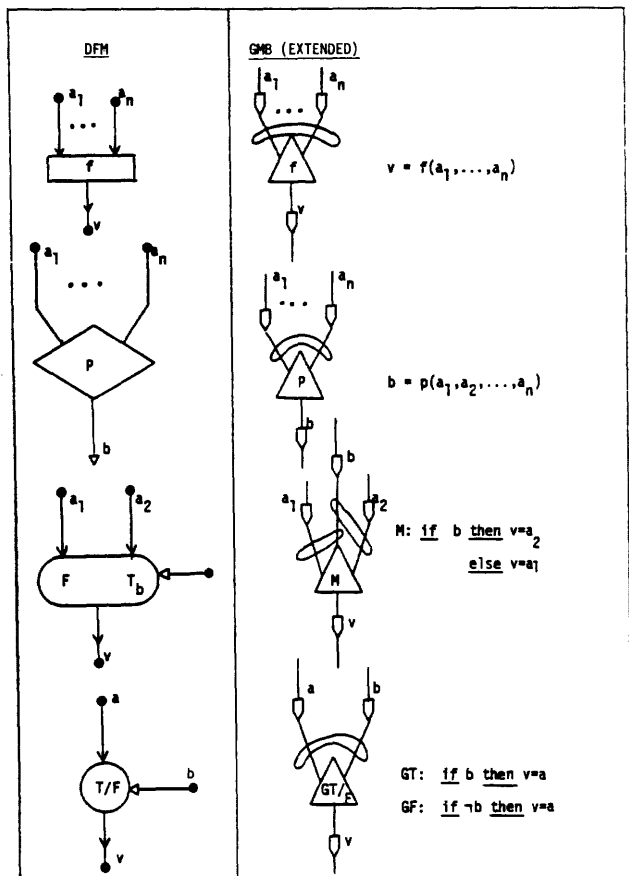 DFM GMB (EXTENDED)
a1 an a1 an
... ...
f f v = f(a1,...,an)
v v
a1 an a1 an
... ...
p p b = p(a1,a2,...,an)
b b
b
a1 a2 a1 a2 M: if b then v=a2
F Tb M else v=a1
v v
a a b
T/F b GT/F GT: if b then v=a
GF: if ¬b then v=a
v v